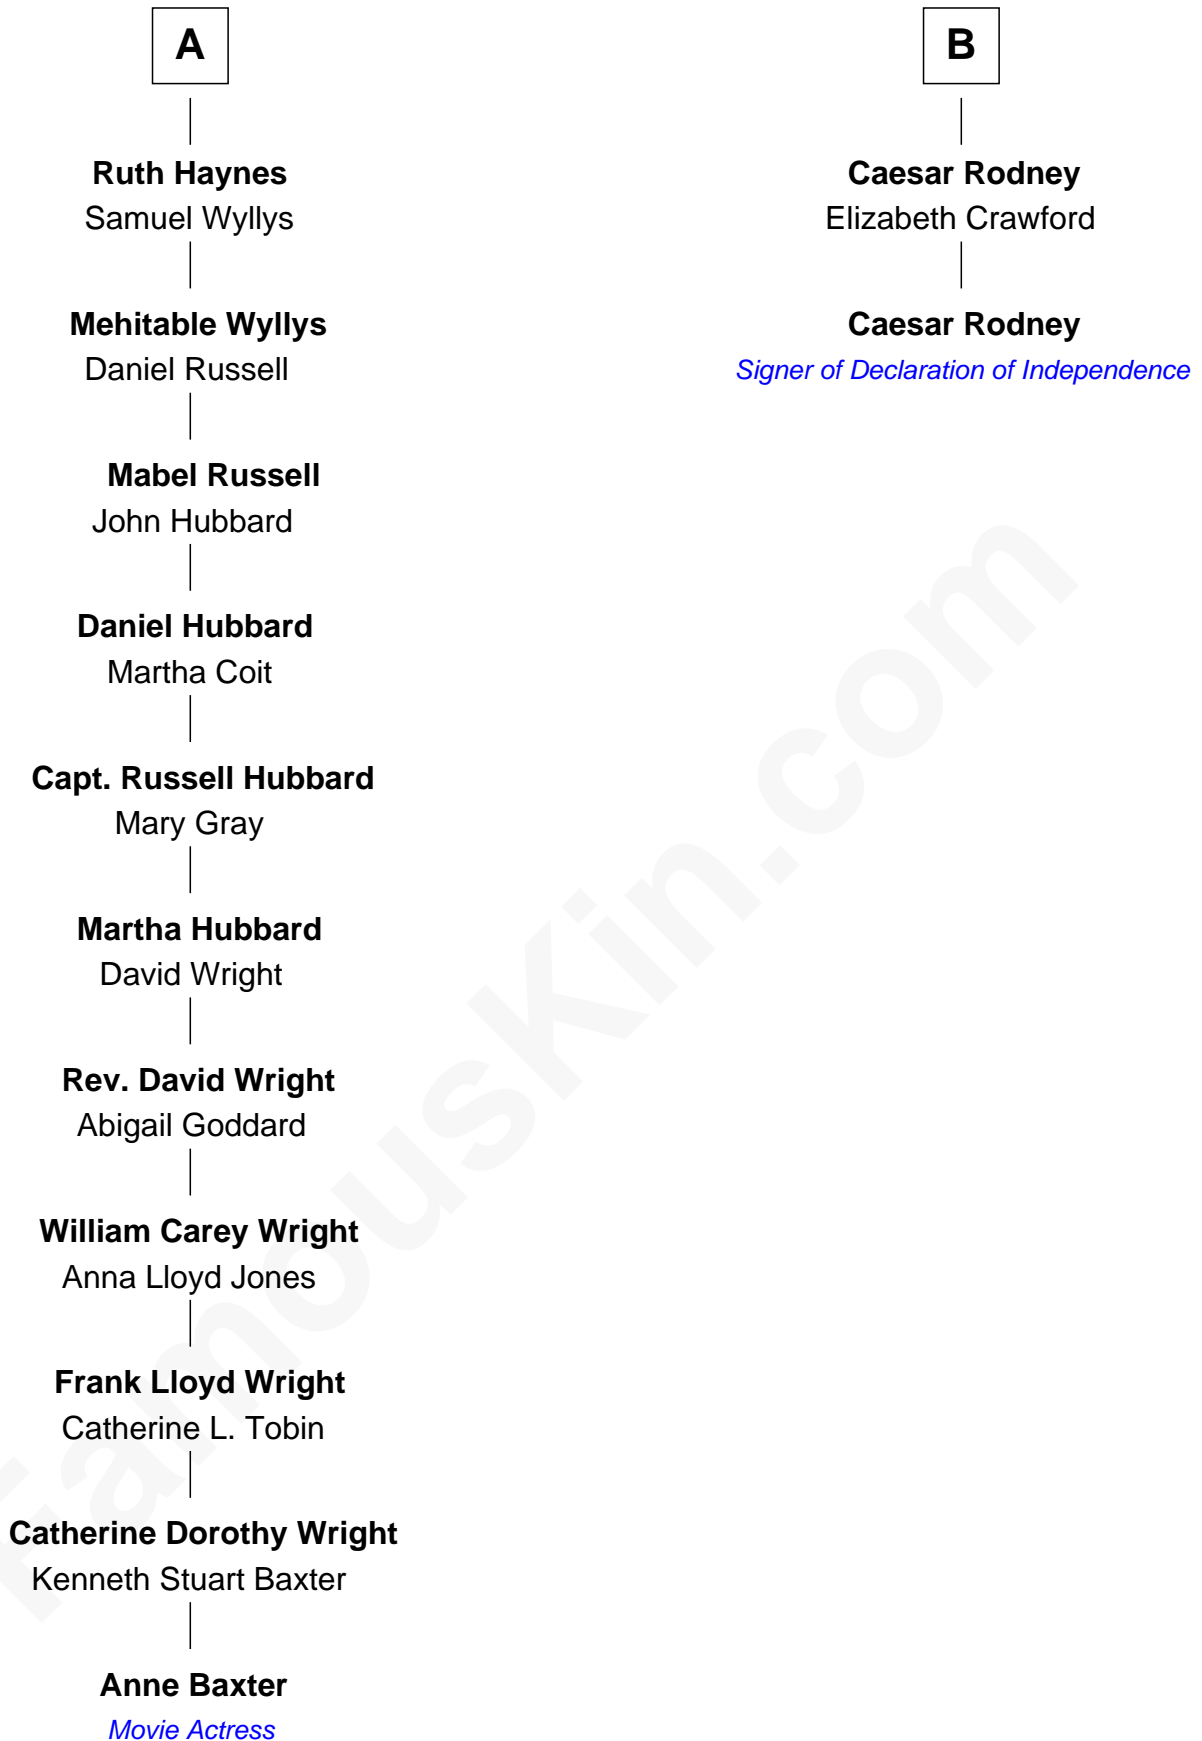 A
Ruth Haynes
Samuel Wyllys
Mehitable Wyllys
Daniel Russell
Mabel Russell
John Hubbard
Daniel Hubbard
Martha Coit
Capt. Russell Hubbard
Mary Gray
Martha Hubbard
David Wright
Rev. David Wright
Abigail Goddard
William Carey Wright
Anna Lloyd Jones
Frank Lloyd Wright
Catherine L. Tobin
Catherine Dorothy Wright
Kenneth Stuart Baxter
Anne Baxter
Movie Actress
B
Caesar Rodney
Elizabeth Crawford
Caesar Rodney
Signer of Declaration of Independence
FamousKin.com